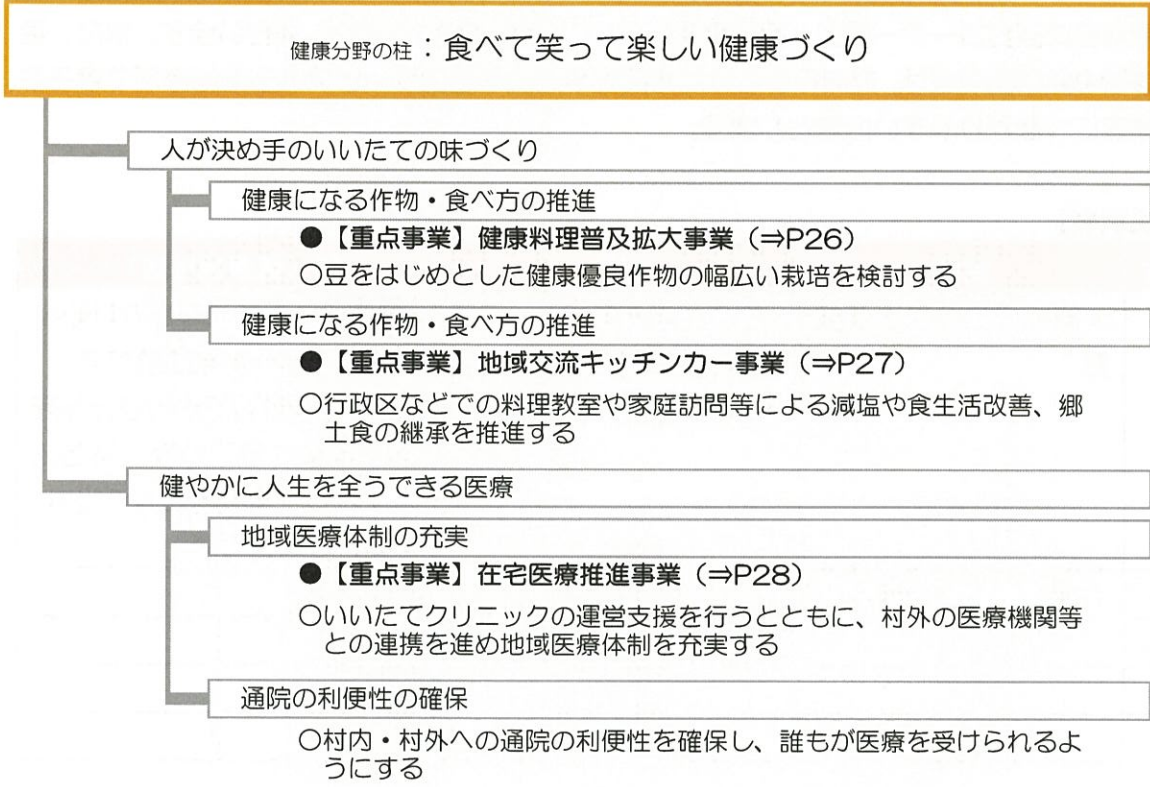 健康分野の柱：食べて笑って楽しい健康づくり
人が決め手のいいたての味づくり
健康になる作物・食べ方の推進
●【重点事業】健康料理普及拡大事業（⇒P26）
○豆をはじめとした健康優良作物の幅広い栽培を検討する
健康になる作物・食べ方の推進
●【重点事業】地域交流キッチンカー事業（⇒P27）
○行政区などでの料理教室や家庭訪問等による減塩や食生活改善、郷
土食の継承を推進する
健やかに人生を全うできる医療
地域医療体制の充実
●【重点事業】在宅医療推進事業（⇒P28）
○いいたてクリニックの運営支援を行うとともに、村外の医療機関等
との連携を進め地域医療体制を充実する
通院の利便性の確保
○村内・村外への通院の利便性を確保し、誰もが医療を受けられるよ
うにする